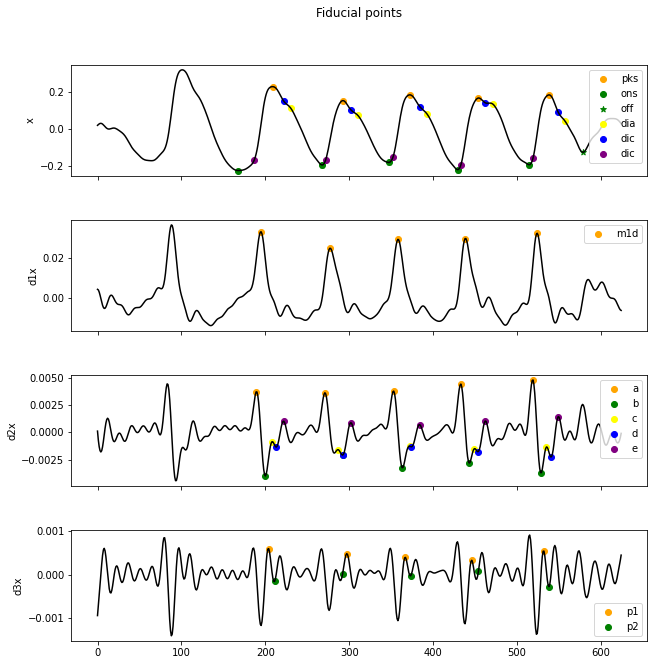 Fiducial points
x
0.2
0.0
−0.2
pks
ons
off
dia
dic
dic
d1x
0.02
0.00
m1d
d2x
0.0050
0.0025
0.0000
−0.0025
a
b
c
d
e
d3x
0.001
0.000
−0.001
p1
p2
0 100 200 300 400 500 600